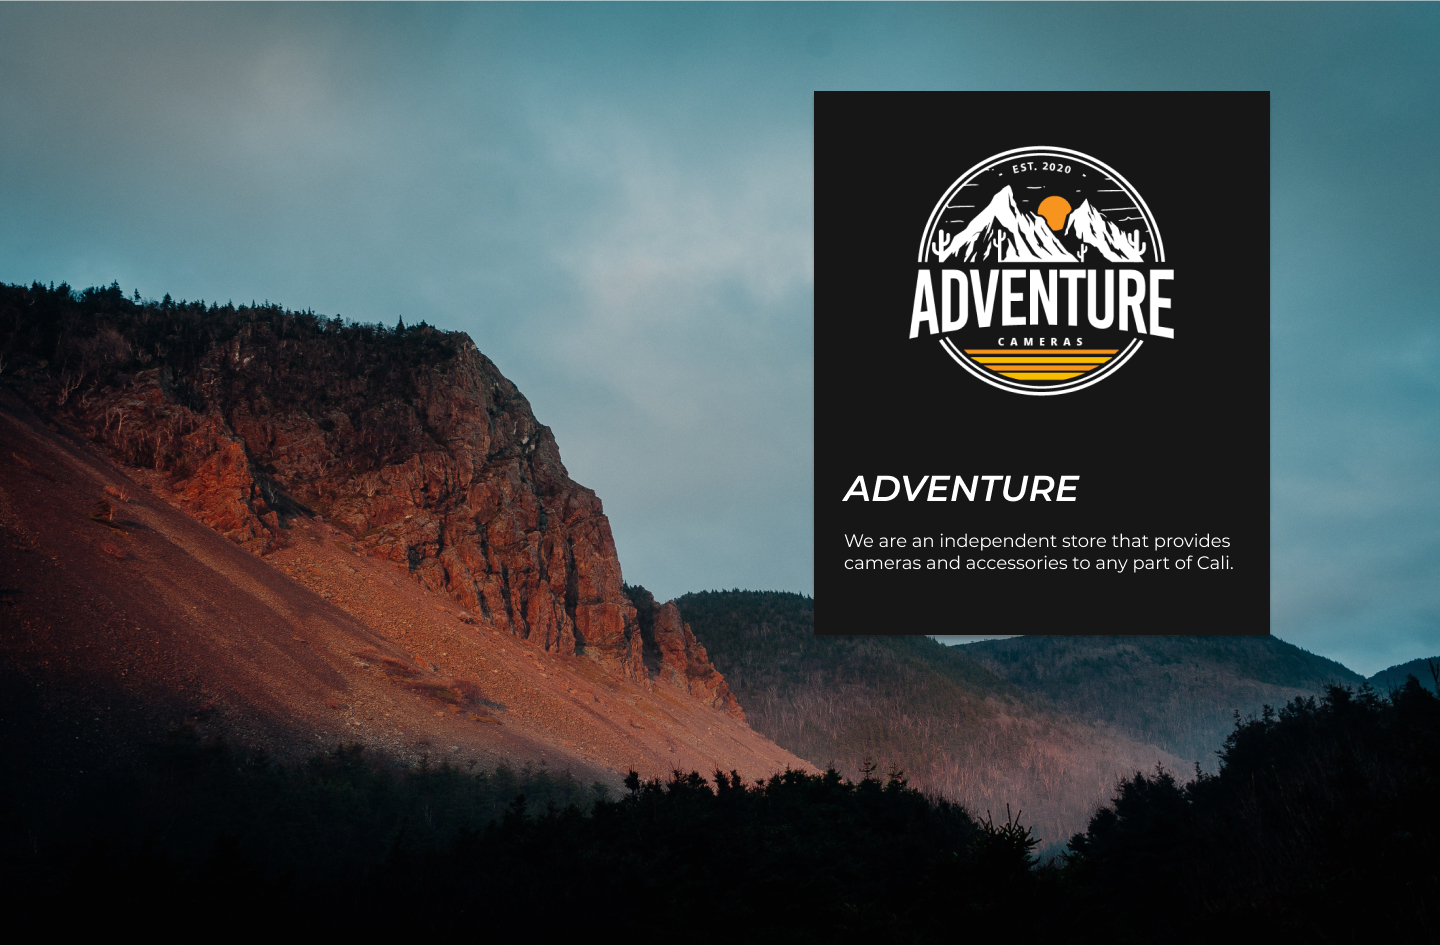 EST. 2020
ADVENTURE
CAMERAS
ADVENTURE
We are an independent store that provides
cameras and accessories to any part of Cali.